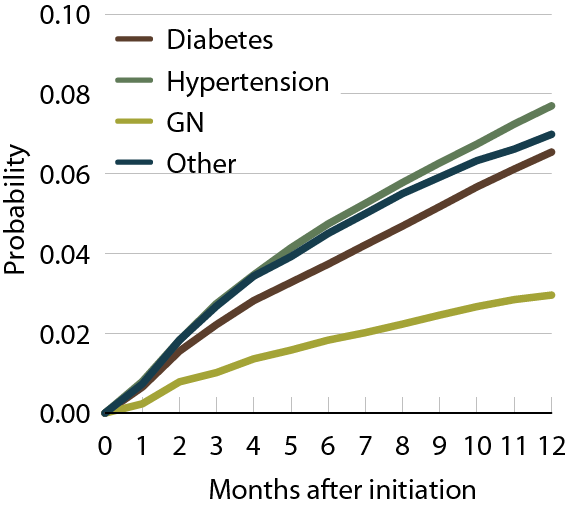 0.10
Diabetes
Hypertension
0.08
GN
Other
0.06
Probability
0.04
0.02
0.00
0 1 2 3 4 5 6 7 8 9 10 11 12
Months after initiation